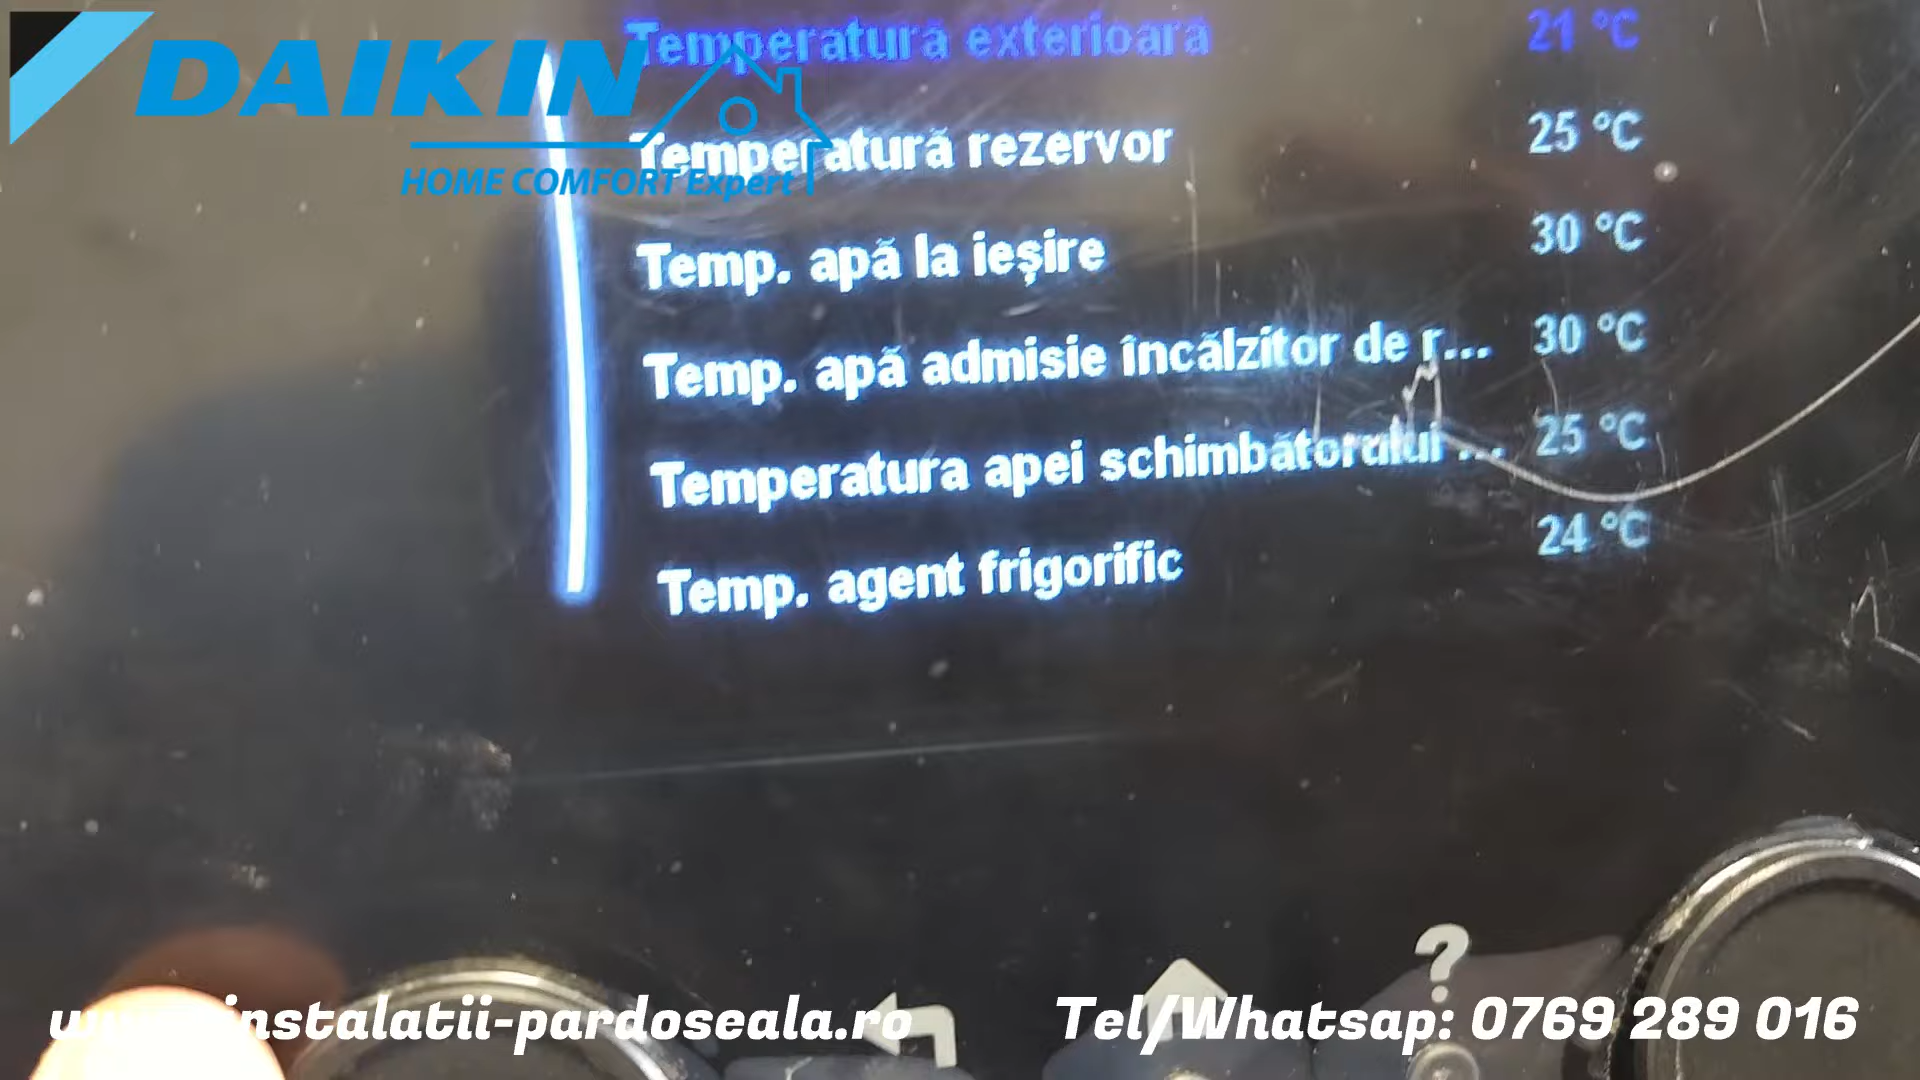 Temperatură exterioară 21 °C
DAIKIN
Temperatură rezervor 25 °C
HOME COMFORT Expert
Temp. apă la ieșire 30 °C
Temp. apă admisie încălzitor de r... 30 °C
Temperatura apei schimbătorului ... 25 °C
Temp. agent frigorific 24 °C
?
www.instalatii-pardoseala.ro Tel/Whatsap: 0769 289 016